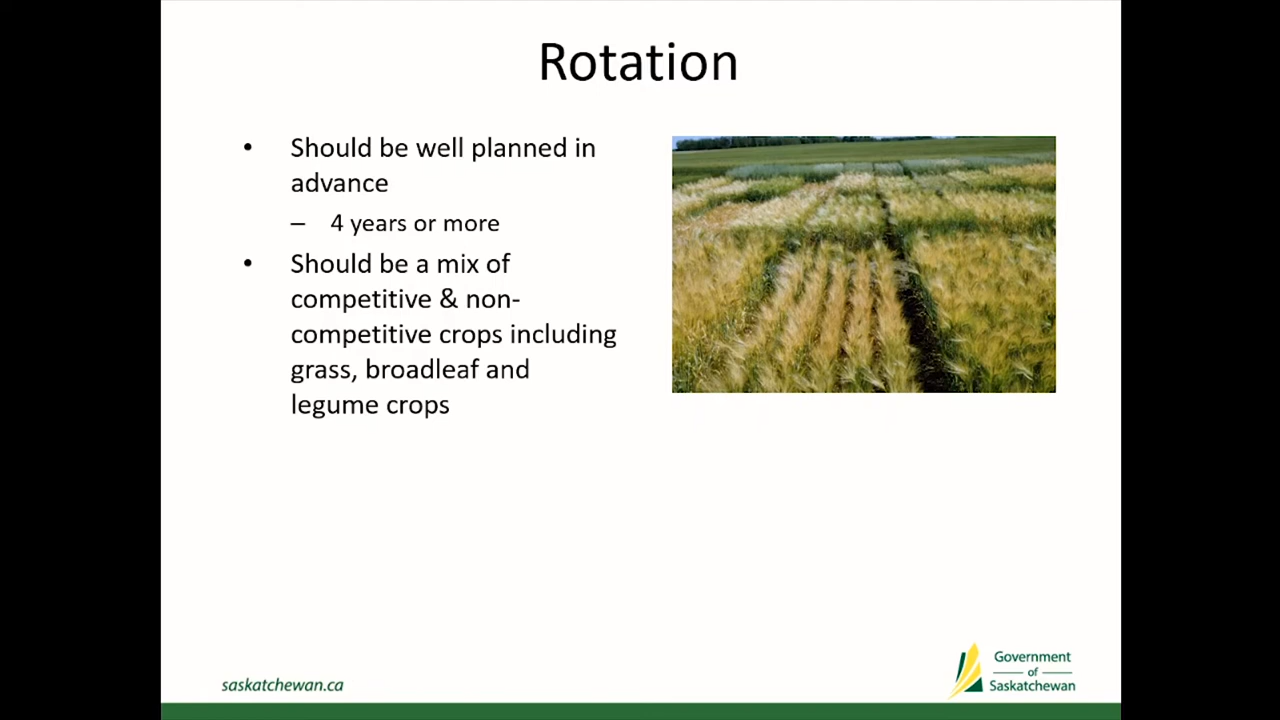 Rotation
• Should be well planned in
advance
– 4 years or more
• Should be a mix of
competitive & non-
competitive crops including
grass, broadleaf and
legume crops
saskatchewan.ca
Government
of
Saskatchewan